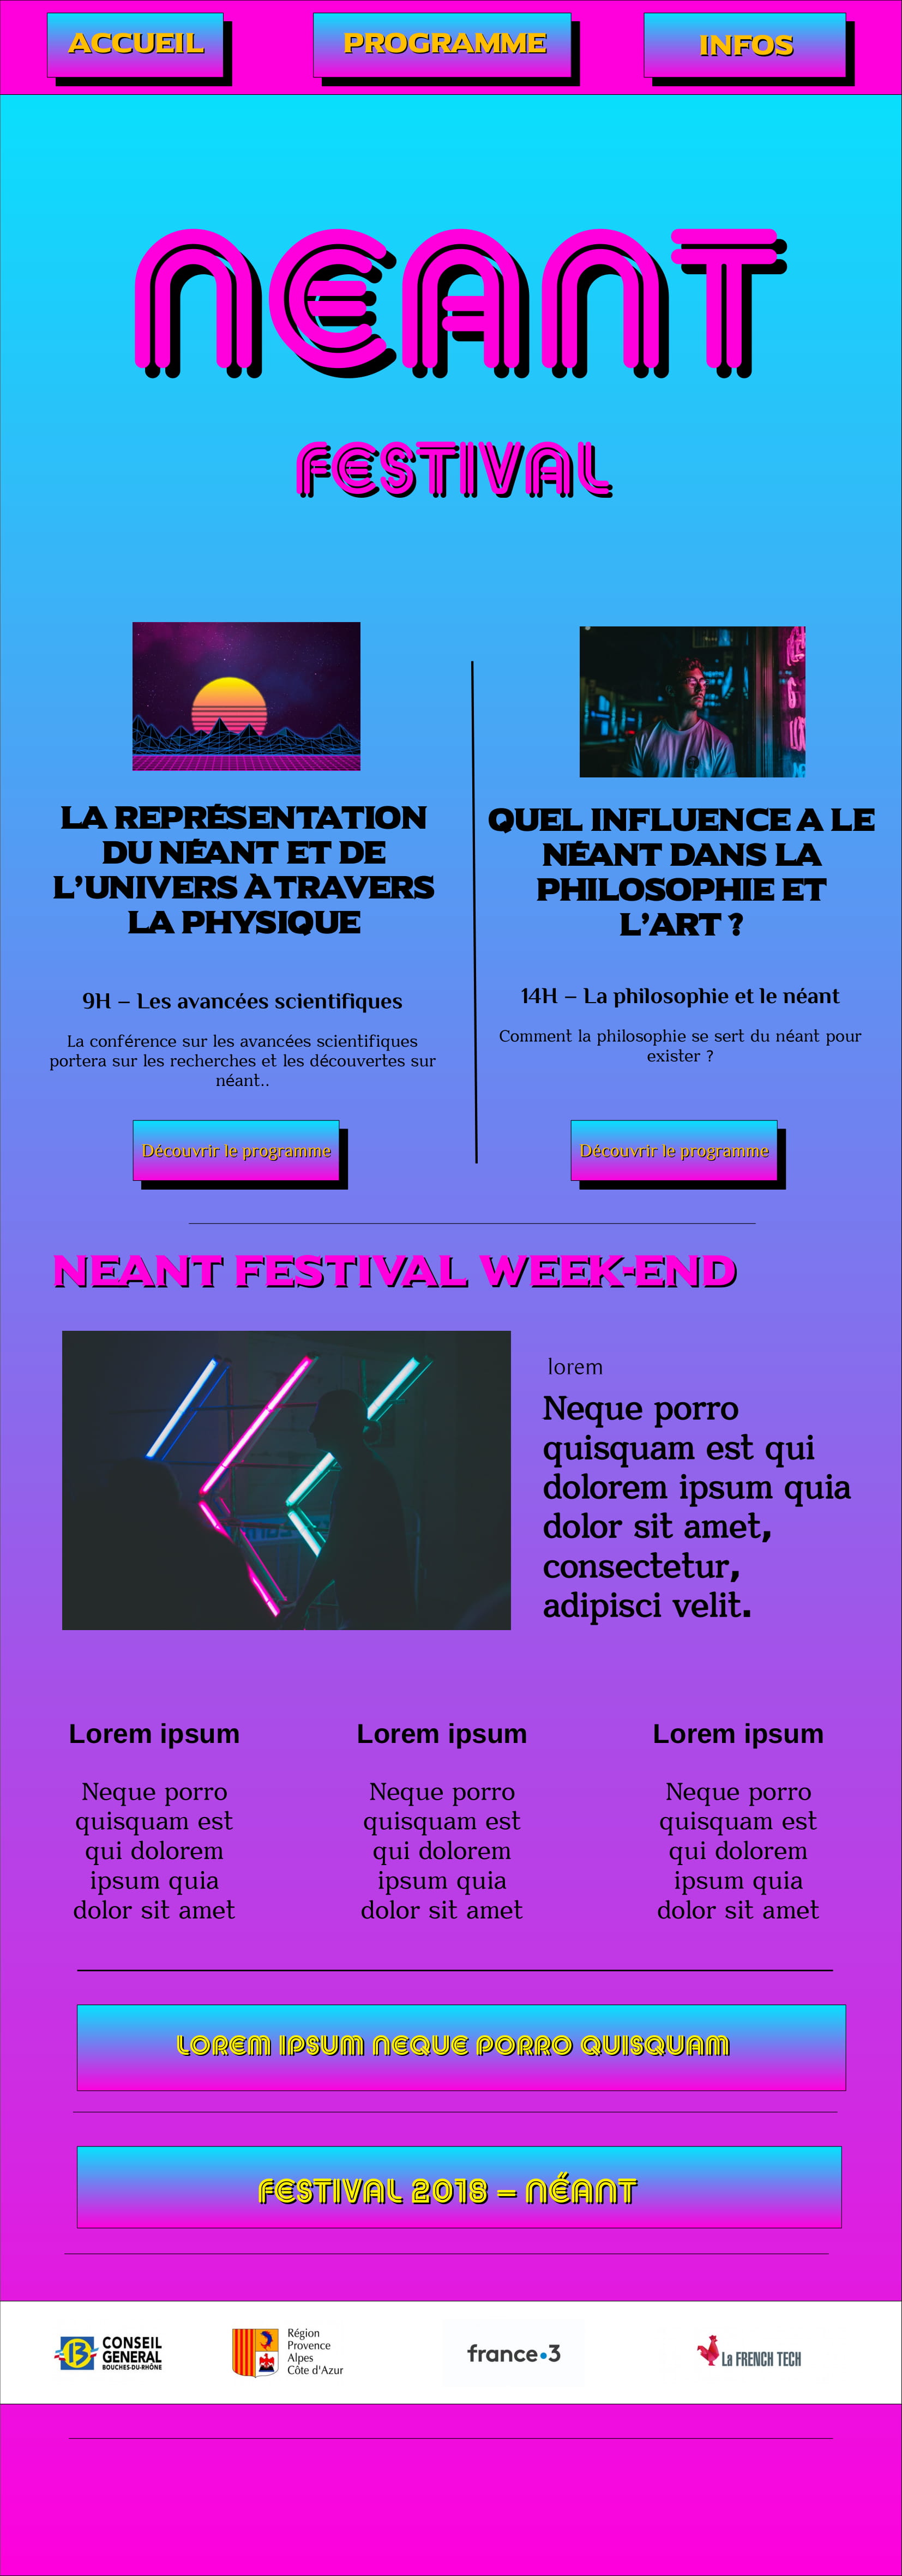 ACCUEIL
PROGRAMME
INFOS
NEANT
FESTIVAL
LA REPRÉSENTATION
DU NÉANT ET DE
L’UNIVERS À TRAVERS
LA PHYSIQUE
9H – Les avancées scientifiques
La conférence sur les avancées scientifiques
portera sur les recherches et les découvertes sur
néant..
Découvrir le programme
QUEL INFLUENCE A LE
NÉANT DANS LA
PHILOSOPHIE ET
L’ART ?
14H – La philosophie et le néant
Comment la philosophie se sert du néant pour
exister ?
Découvrir le programme
NEANT FESTIVAL WEEK-END
lorem
Neque porro
quisquam est qui
dolorem ipsum quia
dolor sit amet,
consectetur,
adipisci velit.
Lorem ipsum
Neque porro
quisquam est
qui dolorem
ipsum quia
dolor sit amet
Lorem ipsum
Neque porro
quisquam est
qui dolorem
ipsum quia
dolor sit amet
Lorem ipsum
Neque porro
quisquam est
qui dolorem
ipsum quia
dolor sit amet
LOREM IPSUM NEQUE PORRO QUISQUAM
FESTIVAL 2018 – NÉANT
13
CONSEIL
GENERAL
BOUCHES-DU-RHÔNE
Région
Provence
Alpes
Côte d'Azur
france•3
La FRENCH TECH